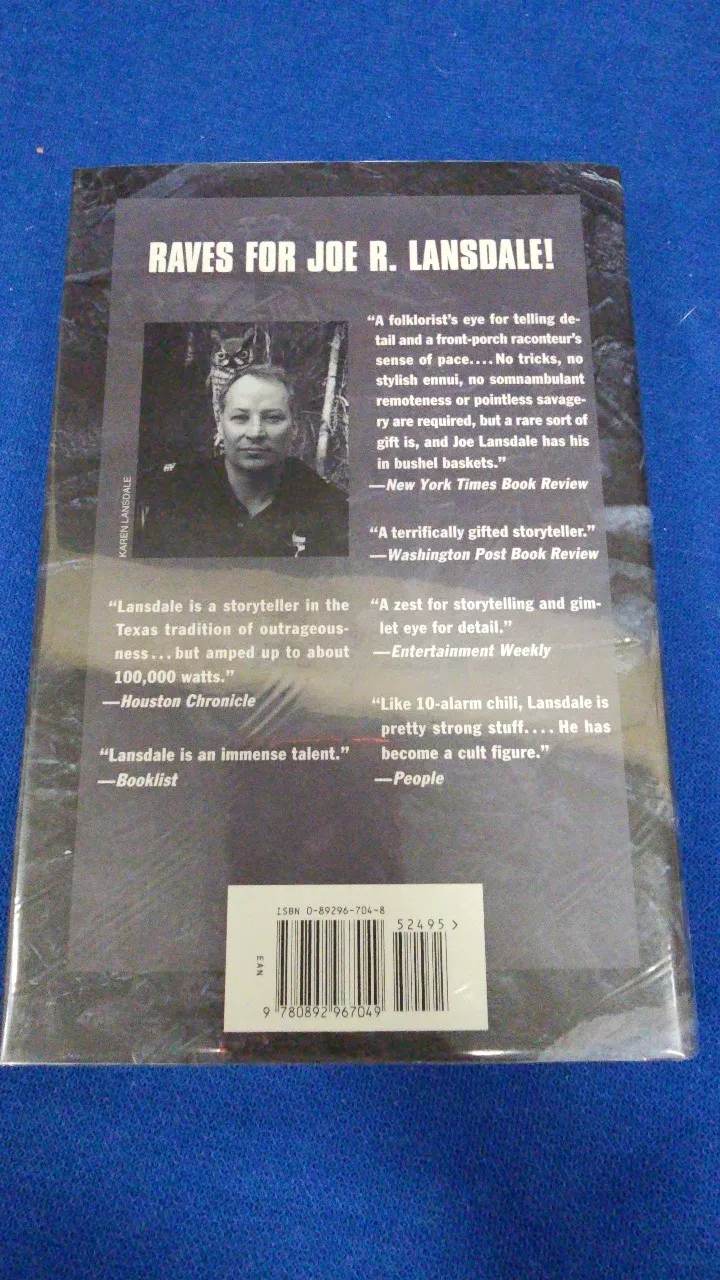 RAVES FOR JOE R. LANSDALE!
KAREN LANSDALE
“A folklorist’s eye for telling de-
tail and a front-porch raconteur’s
sense of pace....No tricks, no
stylish ennui, no somnambulant
remoteness or pointless savage-
ry are required, but a rare sort of
gift is, and Joe Lansdale has his
in bushel baskets.”
—New York Times Book Review
“A terrifically gifted storyteller.”
—Washington Post Book Review
“Lansdale is a storyteller in the
Texas tradition of outrageous-
ness...but amped up to about
100,000 watts.”
—Houston Chronicle
“Lansdale is an immense talent.”
—Booklist
“A zest for storytelling and gim-
let eye for detail.”
—Entertainment Weekly
“Like 10-alarm chili, Lansdale is
pretty strong stuff.... He has
become a cult figure.”
—People
ISBN 0-89296-704-8
52495 >
EAN
9 780892 967049